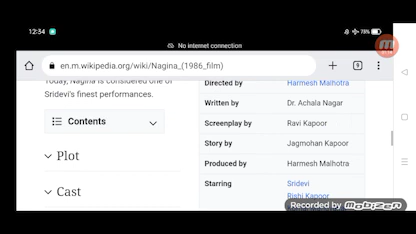 12:34
73%
No internet connection
en.m.wikipedia.org/wiki/Nagina_(1986_film)
9
Today, Nagina is considered one of
Sridevi's finest performances.
Contents
Plot
Cast
Directed by Harmesh Malhotra
Written by Dr. Achala Nagar
Screenplay by Ravi Kapoor
Story by Jagmohan Kapoor
Produced by Harmesh Malhotra
Starring Sridevi
Rishi Kapoor
Recorded by Mobizen